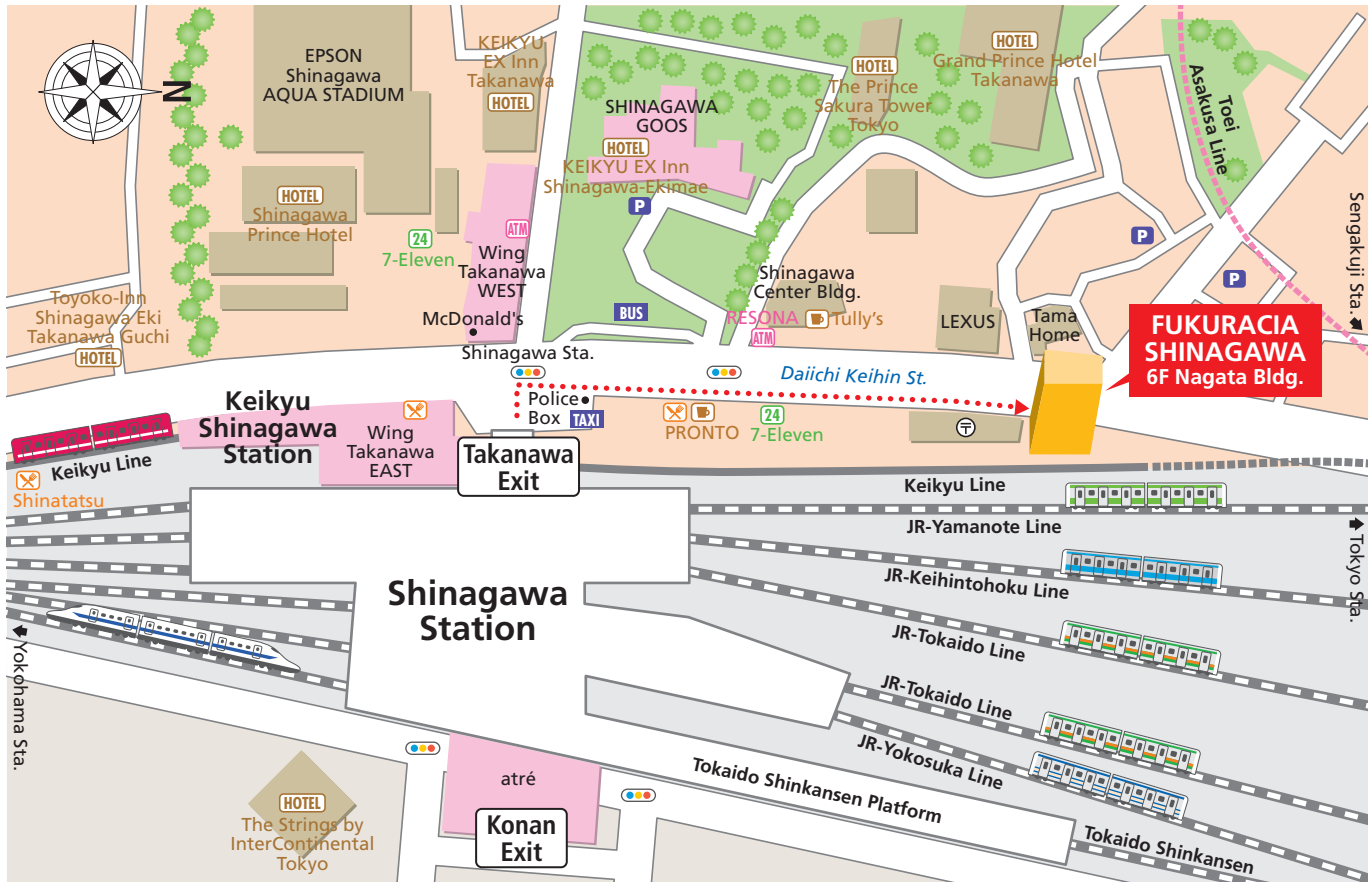 N
EPSON
Shinagawa
AQUA STADIUM
KEIKYU
EX Inn
Takanawa
HOTEL
SHINAGAWA
GOOS
HOTEL
KEIKYU EX Inn
Shinagawa-Ekimae
P
HOTEL
The Prince
Sakura Tower
Tokyo
HOTEL
Grand Prince Hotel
Takanawa
Toei
Asakusa Line
Sengakuji Sta.
HOTEL
Shinagawa
Prince Hotel
24
7-Eleven
ATM
Wing
Takanawa
WEST
McDonald's
Shinagawa Sta.
Toyoko-Inn
Shinagawa Eki
Takanawa Guchi
HOTEL
BUS
Shinagawa
Center Bldg.
RESONA
ATM
Tully's
LEXUS
Tama
Home
P
P
FUKURACIA
SHINAGAWA
6F Nagata Bldg.
Daiichi Keihin St.
Police
Box
TAXI
PRONTO
24
7-Eleven
〒
Keikyu
Shinagawa
Station
Wing
Takanawa
EAST
Takanawa
Exit
Keikyu Line
Shinatatsu
Keikyu Line
JR-Yamanote Line
JR-Keihintohoku Line
JR-Tokaido Line
JR-Tokaido Line
JR-Yokosuka Line
Tokyo Sta.
Shinagawa
Station
Yokohama Sta.
Tokaido Shinkansen Platform
Tokaido Shinkansen
atré
Konan
Exit
HOTEL
The Strings by
InterContinental
Tokyo